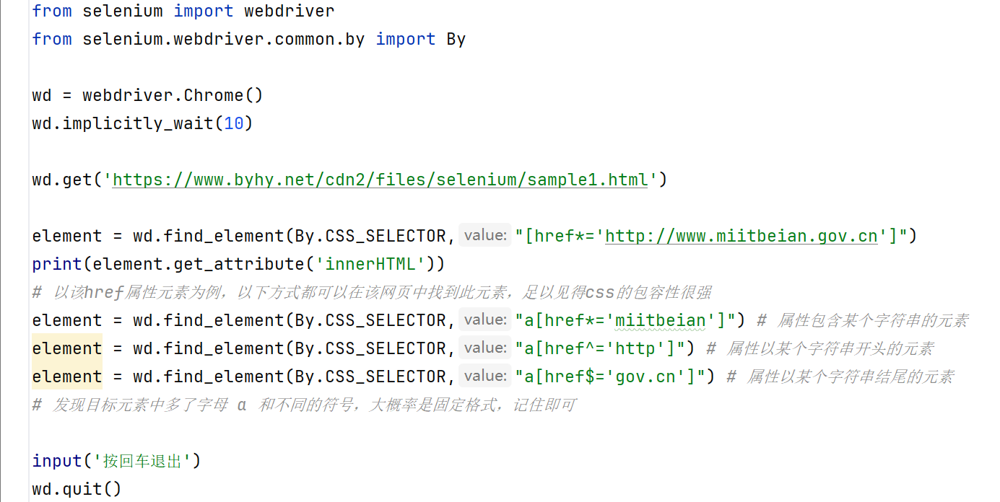 from selenium import webdriver
from selenium.webdriver.common.by import By
wd = webdriver.Chrome()
wd.implicitly_wait(10)
wd.get('https://www.byhy.net/cdn2/files/selenium/sample1.html')
element = wd.find_element(By.CSS_SELECTOR, value: "[href*='http://www.miitbeian.gov.cn']")
print(element.get_attribute('innerHTML'))
# 以该href属性元素为例，以下方式都可以在该网页中找到此元素，足以见得css的包容性很强
element = wd.find_element(By.CSS_SELECTOR, value: "a[href*='miitbeian']") # 属性包含某个字符串的元素
element = wd.find_element(By.CSS_SELECTOR, value: "a[href^='http']") # 属性以某个字符串开头的元素
element = wd.find_element(By.CSS_SELECTOR, value: "a[href$='gov.cn']") # 属性以某个字符串结尾的元素
# 发现目标元素中多了字母 a 和不同的符号，大概率是固定格式，记住即可
input('按回车退出')
wd.quit()